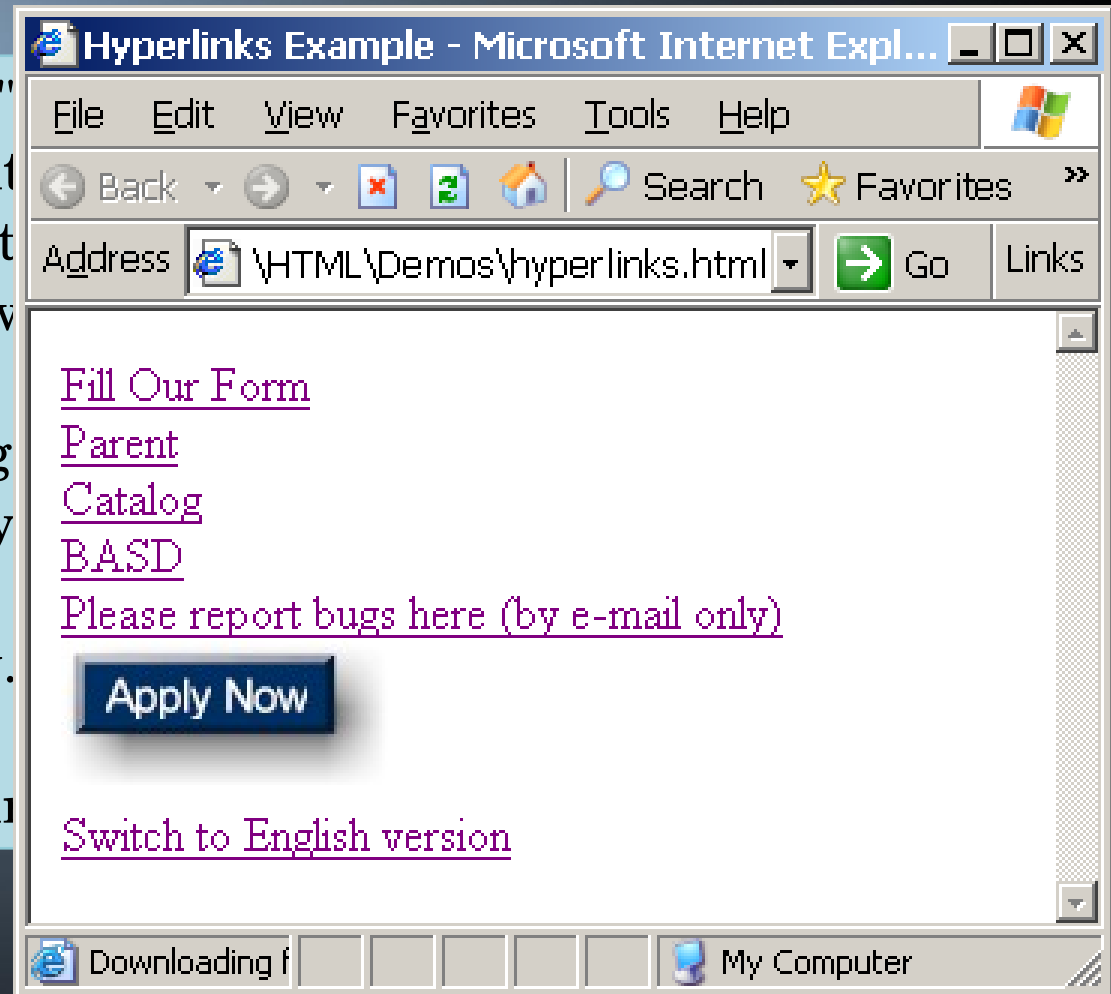 Hyperlinks Example - Microsoft Internet Expl...
File Edit View Favorites Tools Help
Back Search Favorites »
Address \HTML\Demos\hyperlinks.html Go Links
Fill Our Form
Parent
Catalog
BASD
Please report bugs here (by e-mail only)
Apply Now
Switch to English version
Downloading f My Computer